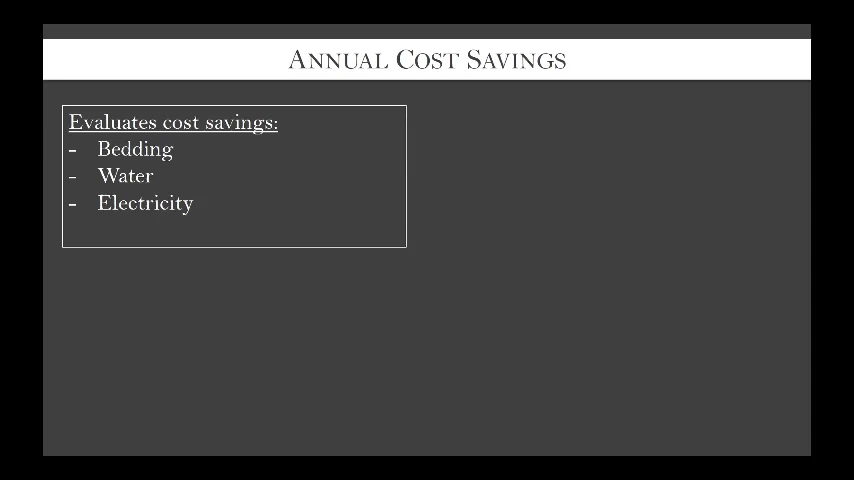 Annual Cost Savings
Evaluates cost savings:
- Bedding
- Water
- Electricity